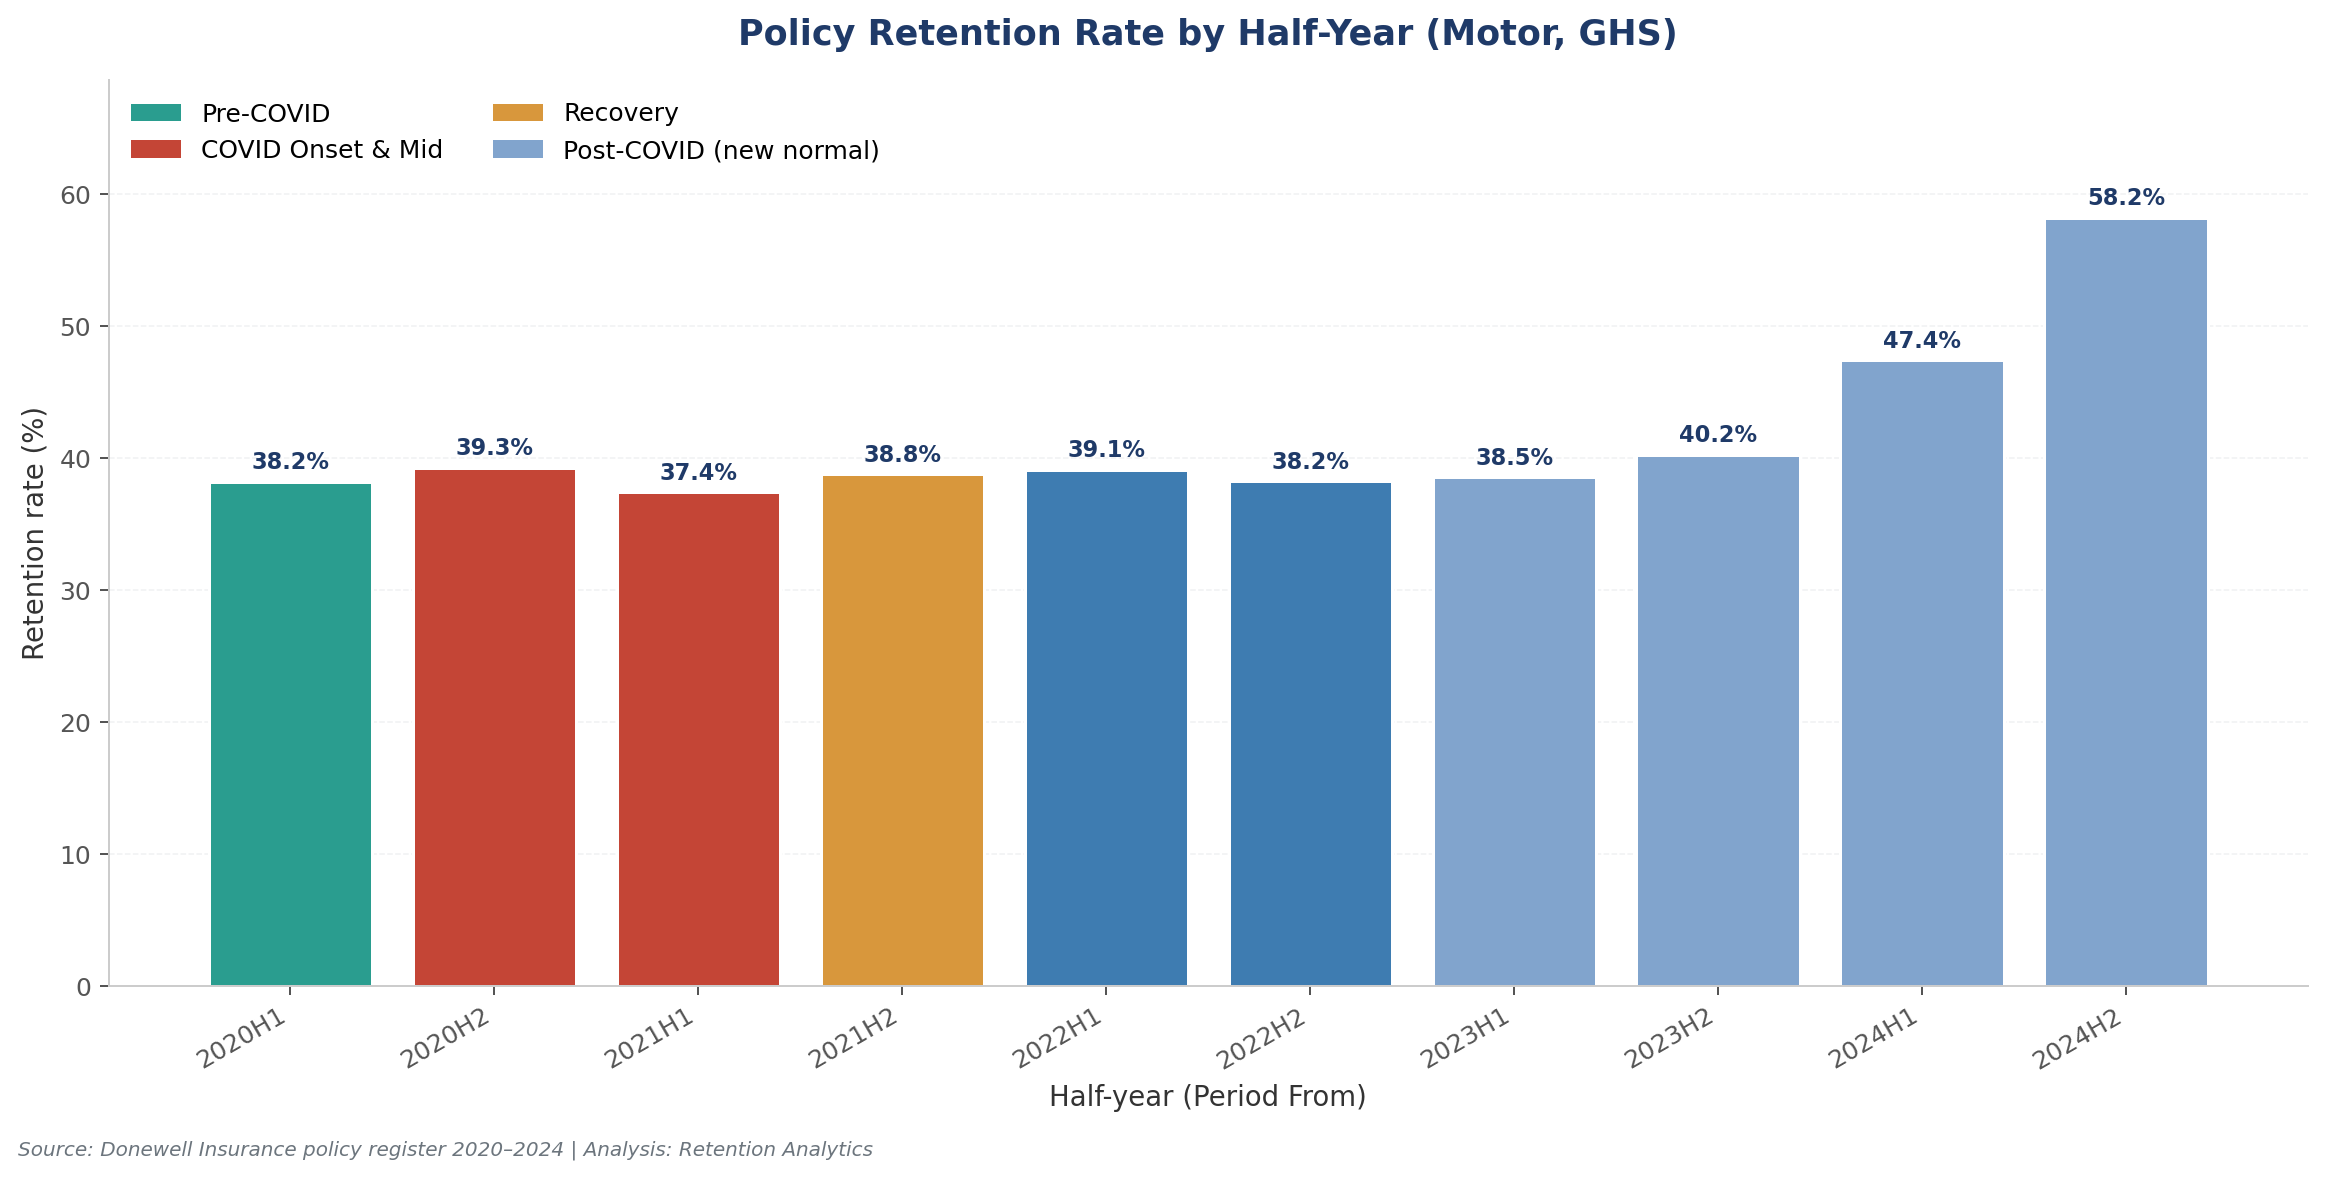 Policy Retention Rate by Half-Year (Motor, GHS)
Pre-COVID
COVID Onset & Mid
Recovery
Post-COVID (new normal)
Retention rate (%)
60
50
40
30
20
10
0
38.2%
39.3%
37.4%
38.8%
39.1%
38.2%
38.5%
40.2%
47.4%
58.2%
2020H1
2020H2
2021H1
2021H2
2022H1
2022H2
2023H1
2023H2
2024H1
2024H2
Half-year (Period From)
Source: Donewell Insurance policy register 2020–2024 | Analysis: Retention Analytics